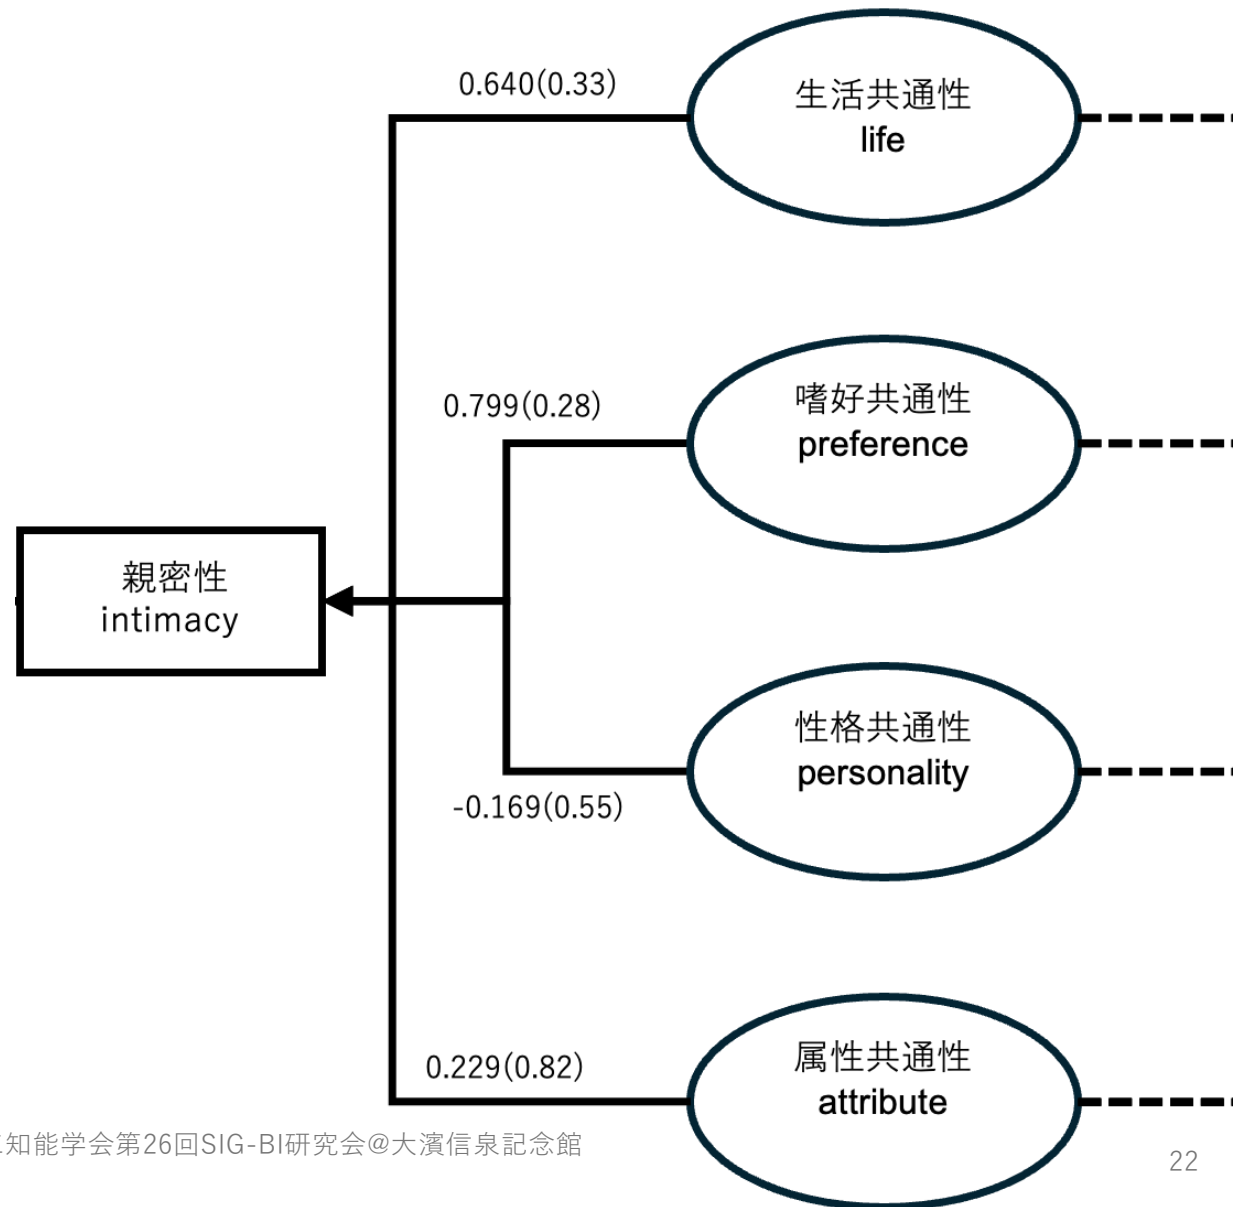 0.640(0.33)
生活共通性
life
0.799(0.28)
嗜好共通性
preference
親密性
intimacy
性格共通性
personality
-0.169(0.55)
属性共通性
attribute
0.229(0.82)
知能学会第26回SIG-BI研究会@大濱信泉記念館
22